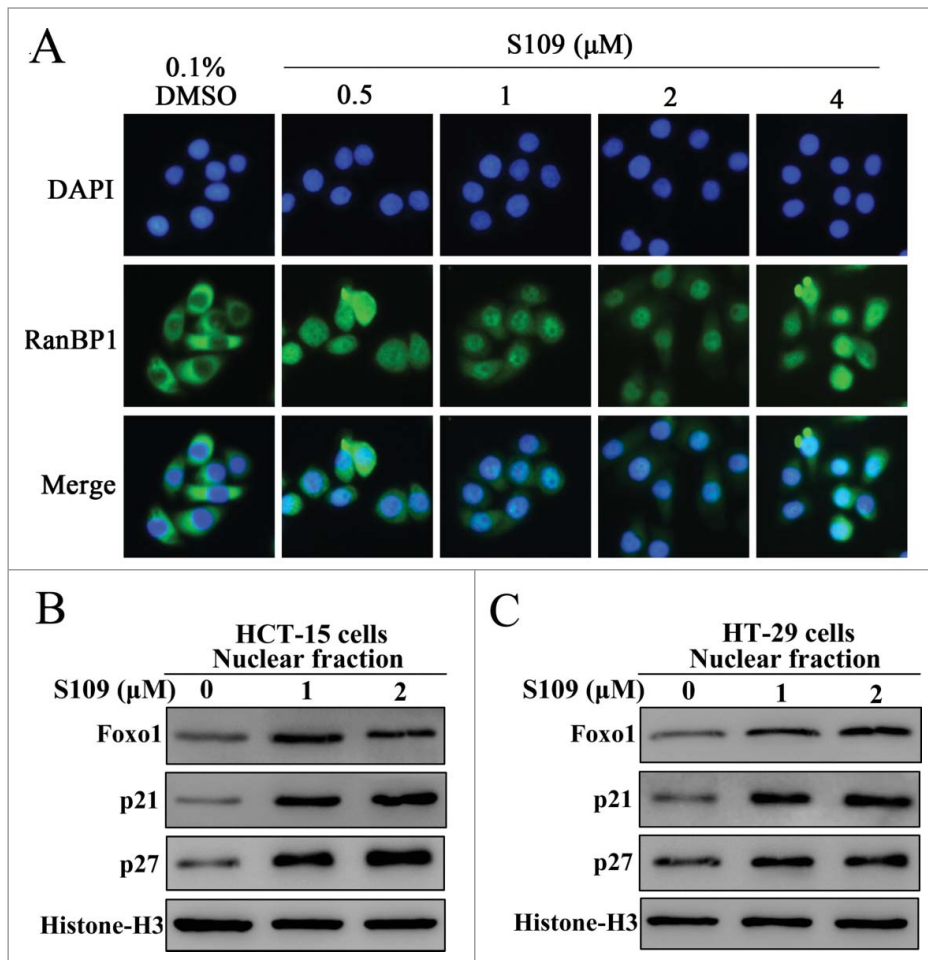 A
S109 (μM)
0.1%
DMSO
0.5
1
2
4
DAPI
RanBP1
Merge
B
HCT-15 cells
Nuclear fraction
S109 (μM) 0 1 2
Foxo1
p21
p27
Histone-H3
C
HT-29 cells
Nuclear fraction
S109 (μM) 0 1 2
Foxo1
p21
p27
Histone-H3